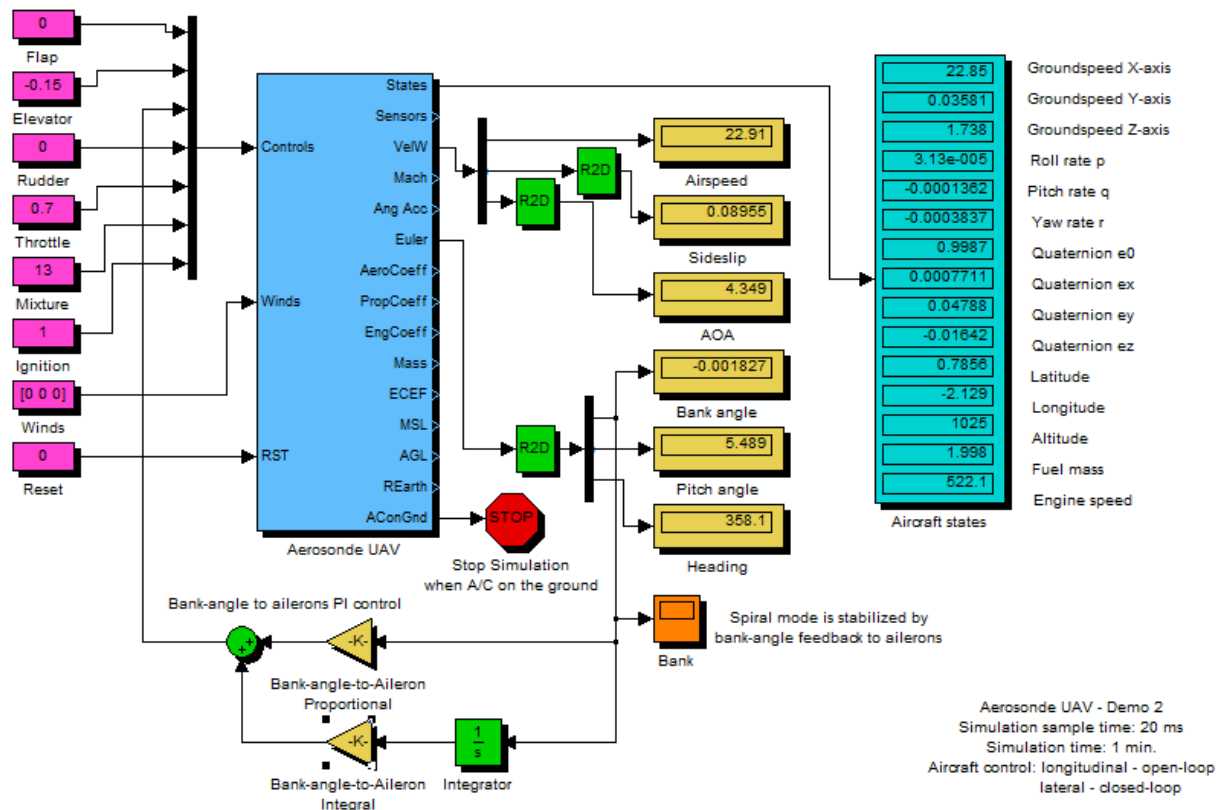 0
Flap
-0.15
Elevator
0
Rudder
0.7
Throttle
13
Mixture
1
Ignition
[0 0 0]
Winds
0
Reset
Controls
Winds
RST
States
Sensors
VelW
Mach
Ang Acc
Euler
AeroCoeff
PropCoeff
EngCoeff
Mass
ECEF
MSL
AGL
REarth
AConGnd
Aerosonde UAV
R2D
R2D
R2D
STOP
Stop Simulation
when A/C on the ground
22.91
Airspeed
0.08955
Sideslip
4.349
AOA
-0.001827
Bank angle
5.489
Pitch angle
358.1
Heading
22.85
0.03581
1.738
3.13e-005
-0.0001362
-0.0003837
0.9987
0.0007711
0.04788
-0.01642
0.7856
-2.129
1025
1.998
522.1
Aircraft states
Groundspeed X-axis
Groundspeed Y-axis
Groundspeed Z-axis
Roll rate p
Pitch rate q
Yaw rate r
Quaternion e0
Quaternion ex
Quaternion ey
Quaternion ez
Latitude
Longitude
Altitude
Fuel mass
Engine speed
Bank-angle to ailerons PI control
+
+
-K-
Bank-angle-to-Aileron
Proportional
-K-
Bank-angle-to-Aileron
Integral
1
s
Integrator
Bank
Spiral mode is stabilized by
bank-angle feedback to ailerons
Aerosonde UAV - Demo 2
Simulation sample time: 20 ms
Simulation time: 1 min.
Aircraft control: longitudinal - open-loop
lateral - closed-loop